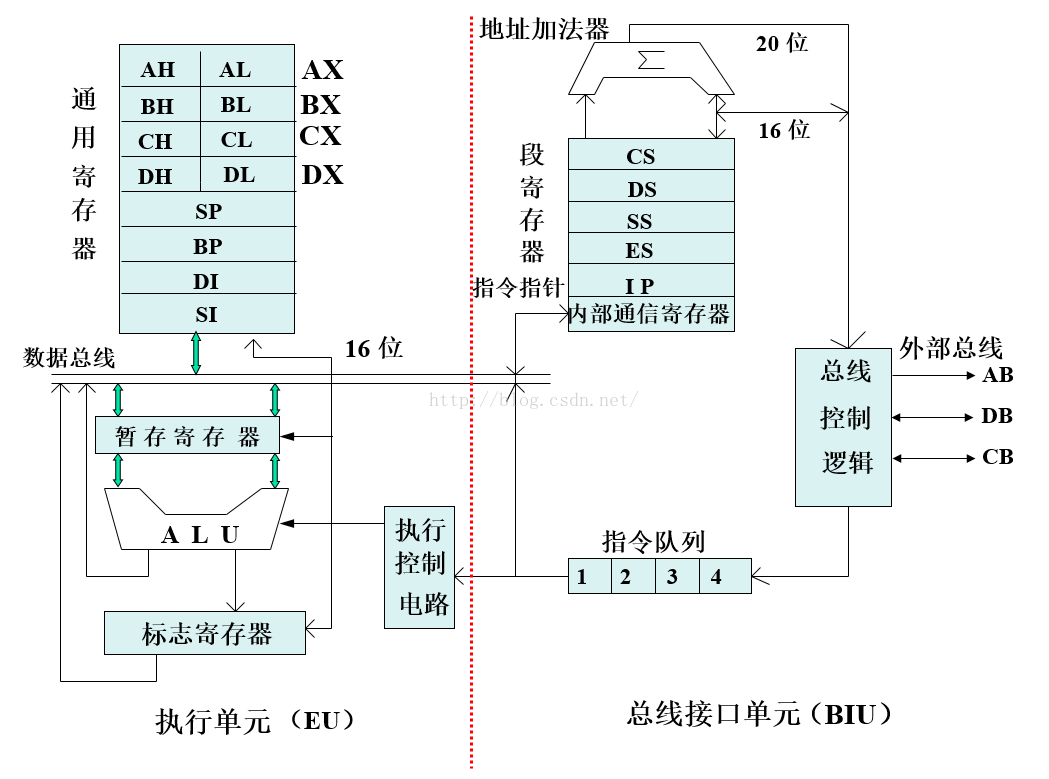 通用寄存器
AH AL AX
BH BL BX
CH CL CX
DH DL DX
SP
BP
DI
SI
数据总线
16 位
暂存寄存器
A L U
标志寄存器
执行控制电路
执行单元（EU）
地址加法器
Σ
20 位
16 位
段寄存器
CS
DS
SS
ES
指令指针
I P
内部通信寄存器
总线
控制
逻辑
外部总线
AB
DB
CB
指令队列
1 2 3 4
总线接口单元（BIU）
http://blog.csdn.net/